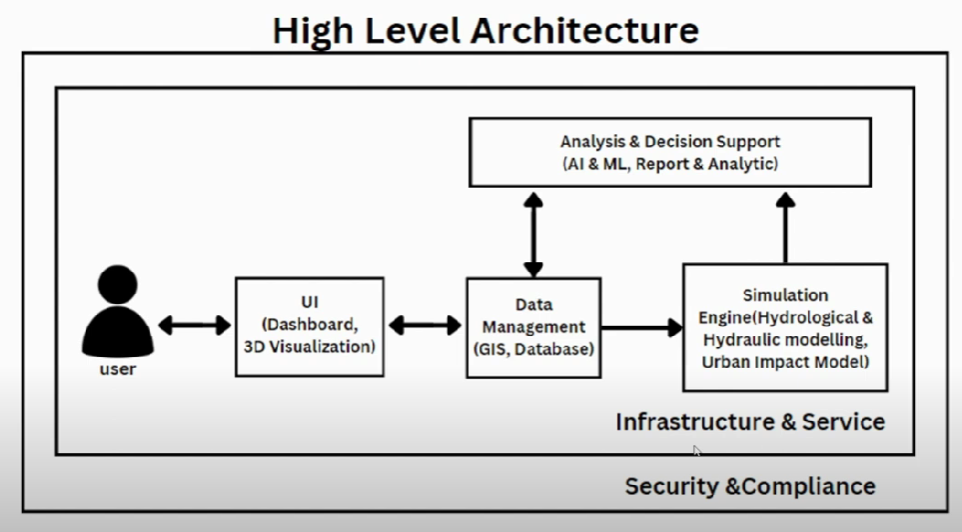 High Level Architecture
Analysis & Decision Support
(AI & ML, Report & Analytic)
user
UI
(Dashboard,
3D Visualization)
Data
Management
(GIS, Database)
Simulation
Engine(Hydrological &
Hydraulic modelling,
Urban Impact Model)
Infrastructure & Service
Security &Compliance